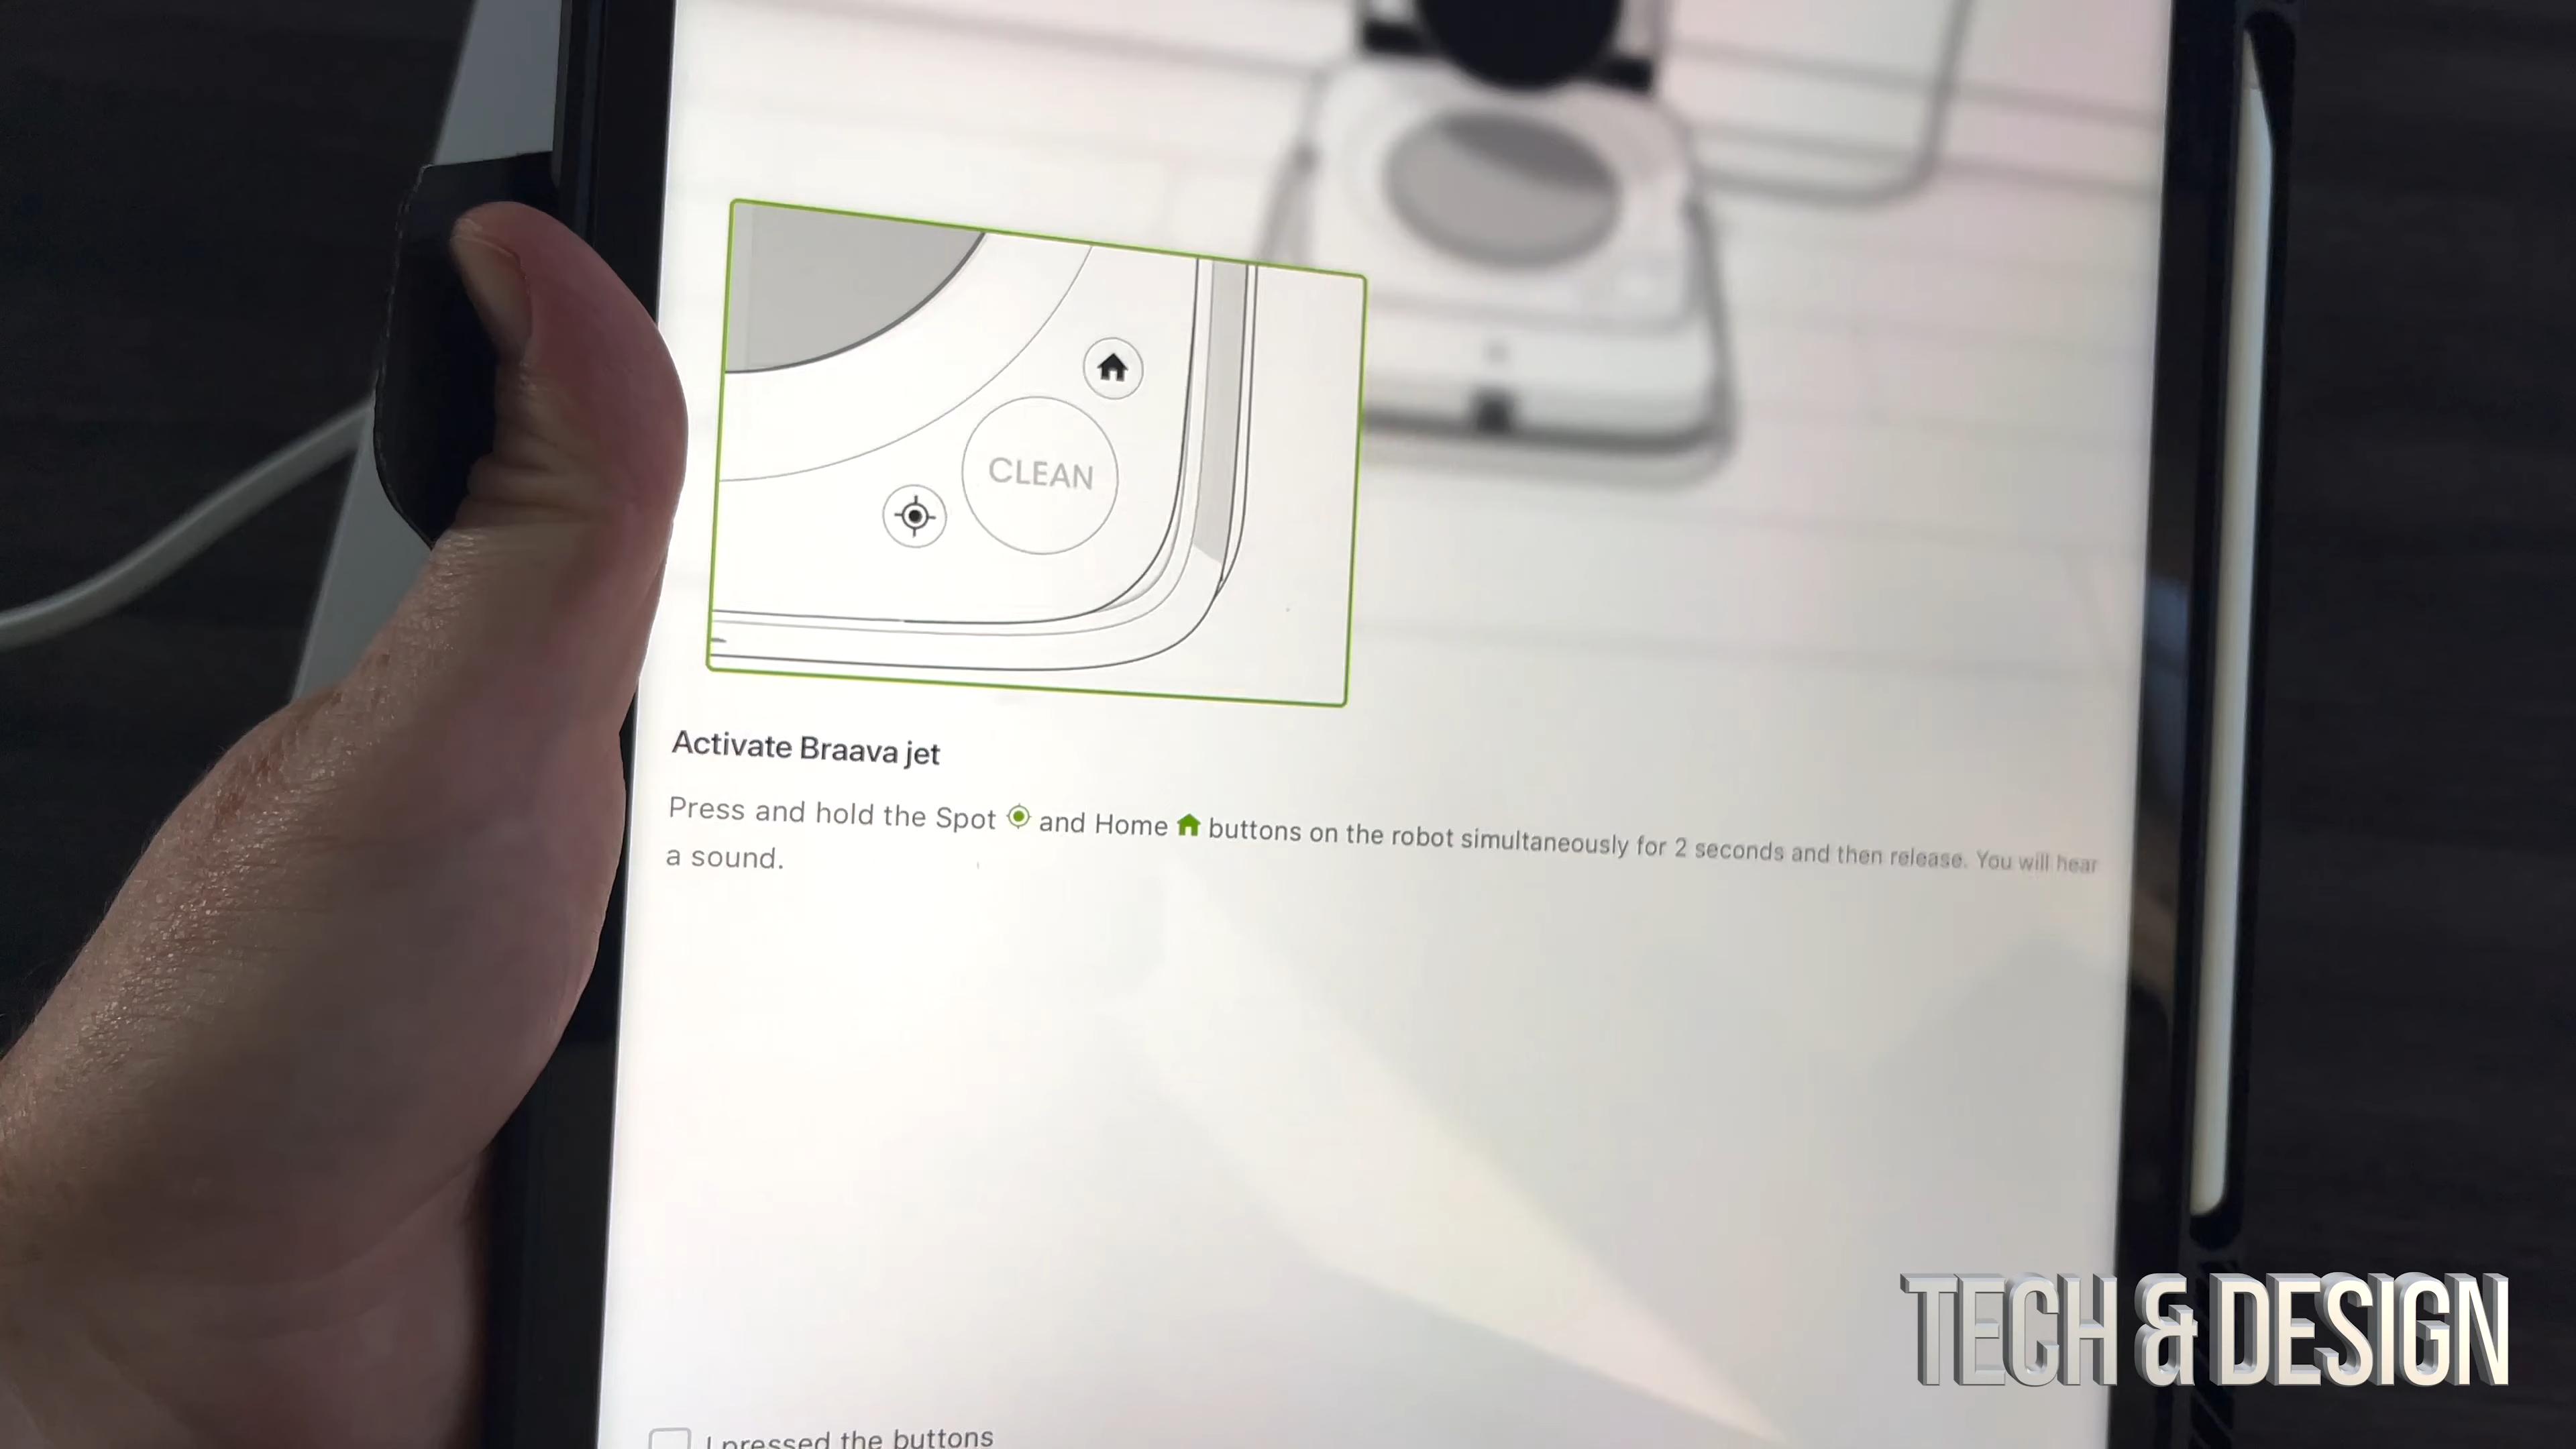 CLEAN
Activate Braava jet
Press and hold the Spot and Home buttons on the robot simultaneously for 2 seconds and then release. You will hear
a sound.
I pressed the buttons
TECH & DESIGN